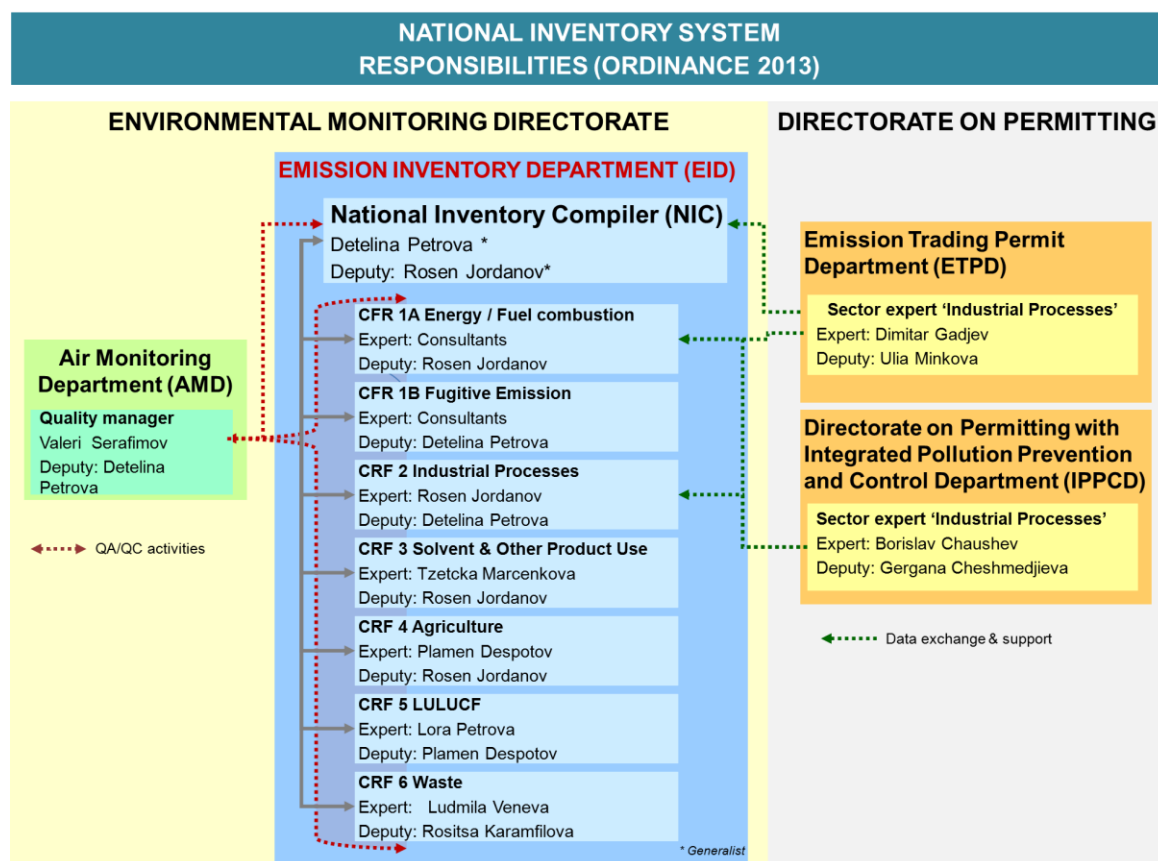 NATIONAL INVENTORY SYSTEM
RESPONSIBILITIES (ORDINANCE 2013)
ENVIRONMENTAL MONITORING DIRECTORATE
EMISSION INVENTORY DEPARTMENT (EID)
National Inventory Compiler (NIC)
Detelina Petrova *
Deputy: Rosen Jordanov*
CFR 1A Energy / Fuel combustion
Expert: Consultants
Deputy: Rosen Jordanov
CFR 1B Fugitive Emission
Expert: Consultants
Deputy: Detelina Petrova
CRF 2 Industrial Processes
Expert: Rosen Jordanov
Deputy: Detelina Petrova
CRF 3 Solvent & Other Product Use
Expert: Tzetcka Marcenkova
Deputy: Rosen Jordanov
CRF 4 Agriculture
Expert: Plamen Despotov
Deputy: Rosen Jordanov
CRF 5 LULUCF
Expert: Lora Petrova
Deputy: Plamen Despotov
CRF 6 Waste
Expert: Ludmila Veneva
Deputy: Rositsa Karamfilova
* Generalist
Air Monitoring
Department (AMD)
Quality manager
Valeri Serafimov
Deputy: Detelina
Petrova
QA/QC activities
DIRECTORATE ON PERMITTING
Emission Trading Permit
Department (ETPD)
Sector expert ‘Industrial Processes’
Expert: Dimitar Gadjev
Deputy: Ulia Minkova
Directorate on Permitting with
Integrated Pollution Prevention
and Control Department (IPPCD)
Sector expert ‘Industrial Processes’
Expert: Borislav Chaushev
Deputy: Gergana Cheshmedjieva
Data exchange & support